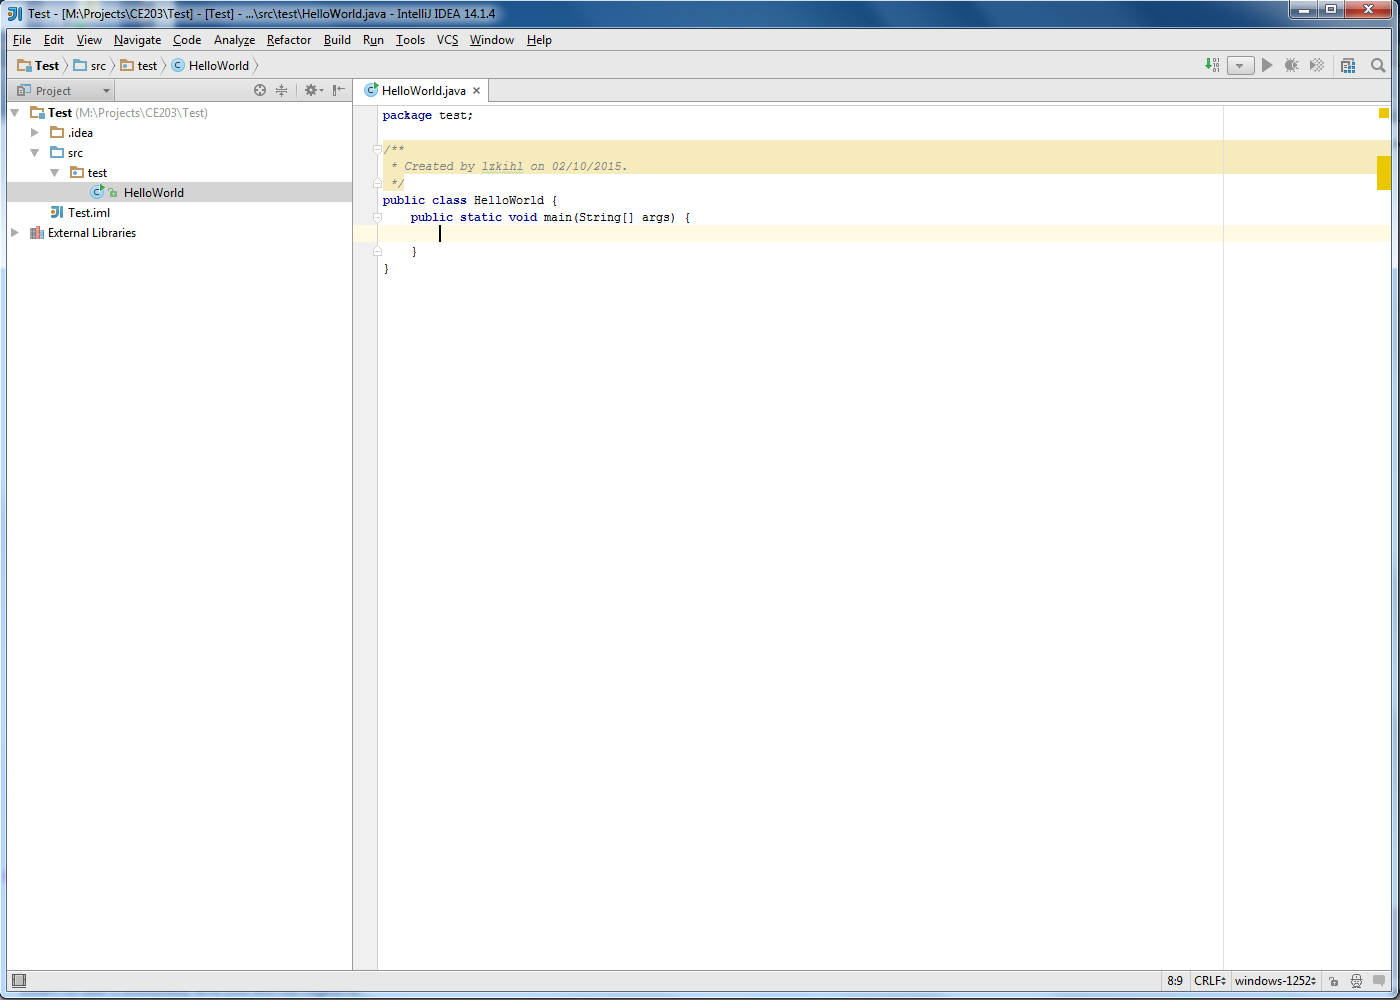 Test - [M:\Projects\CE203\Test] - [Test] - ...\src\test\HelloWorld.java - IntelliJ IDEA 14.1.4
File Edit View Navigate Code Analyze Refactor Build Run Tools VCS Window Help
Test src test HelloWorld
Project
HelloWorld.java
Test (M:\Projects\CE203\Test)
.idea
src
test
HelloWorld
Test.iml
External Libraries
package test;
/**
* Created by lzkihl on 02/10/2015.
*/
public class HelloWorld {
public static void main(String[] args) {
}
}
8:9 CRLF windows-1252